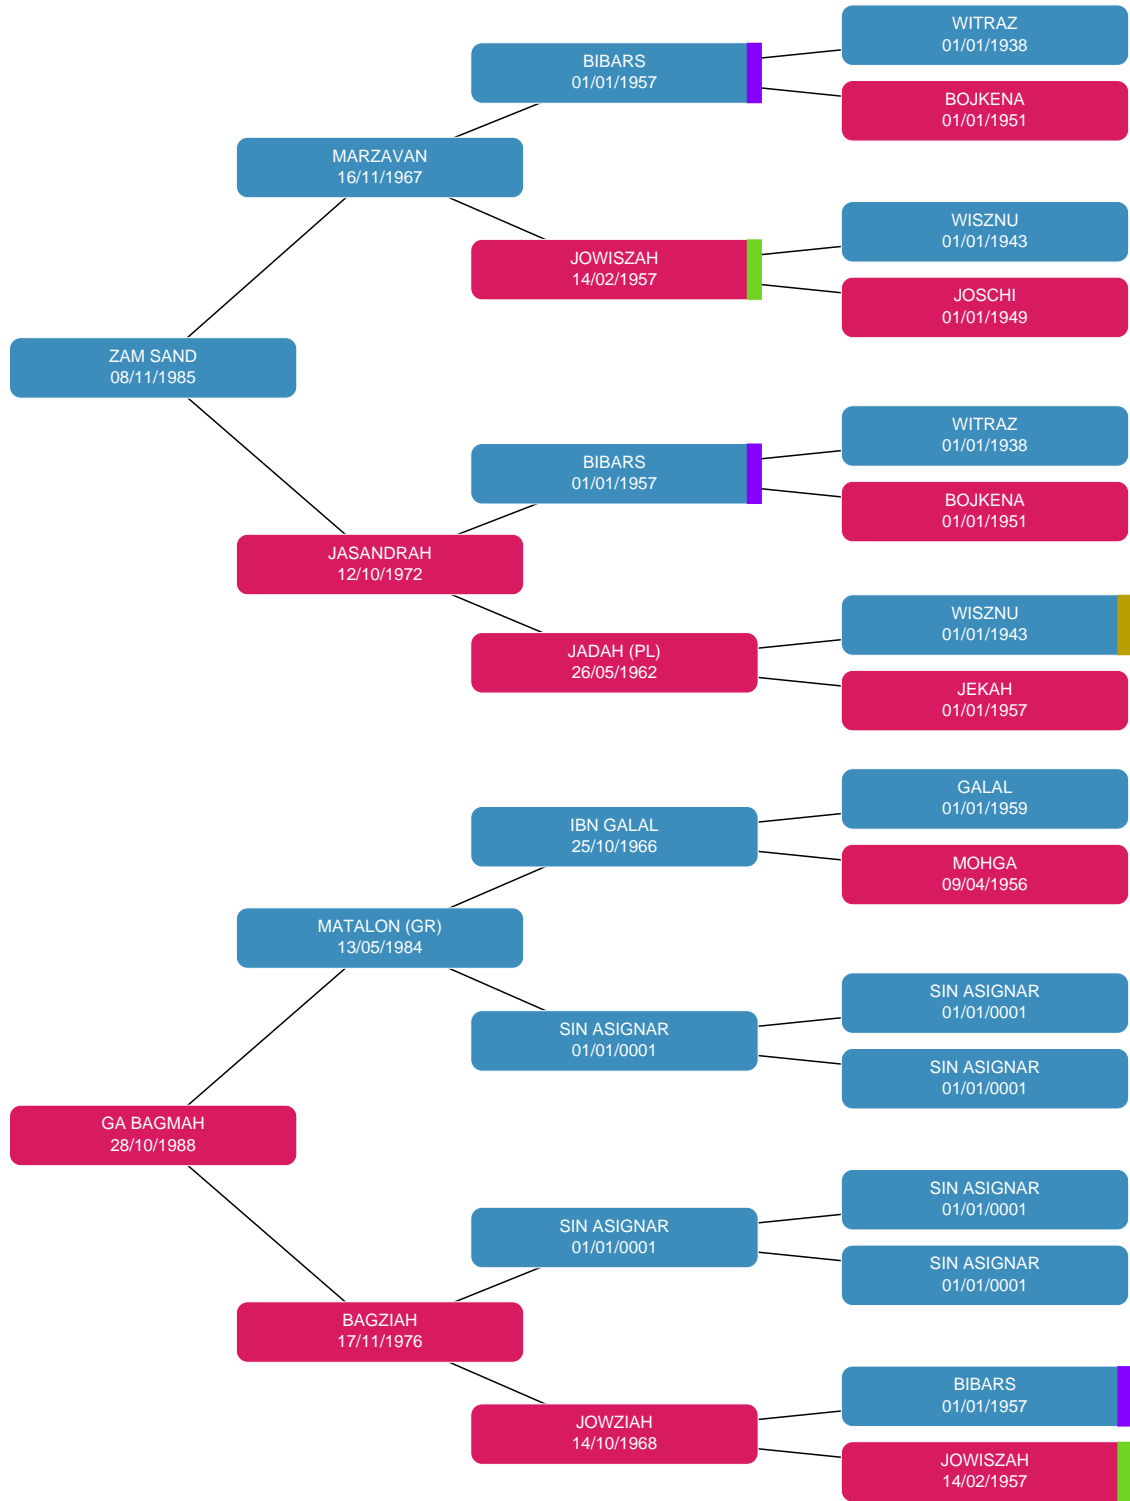 WITRAZ
01/01/1938
BIBARS
01/01/1957
BOJKENA
01/01/1951
MARZAVAN
16/11/1967
WISZNU
01/01/1943
JOWISZAH
14/02/1957
JOSCHI
01/01/1949
ZAM SAND
08/11/1985
WITRAZ
01/01/1938
BIBARS
01/01/1957
BOJKENA
01/01/1951
JASANDRAH
12/10/1972
WISZNU
01/01/1943
JADAH (PL)
26/05/1962
JEKAH
01/01/1957
GALAL
01/01/1959
IBN GALAL
25/10/1966
MOHGA
09/04/1956
MATALON (GR)
13/05/1984
SIN ASIGNAR
01/01/0001
SIN ASIGNAR
01/01/0001
SIN ASIGNAR
01/01/0001
GA BAGMAH
28/10/1988
SIN ASIGNAR
01/01/0001
SIN ASIGNAR
01/01/0001
SIN ASIGNAR
01/01/0001
BAGZIAH
17/11/1976
BIBARS
01/01/1957
JOWZIAH
14/10/1968
JOWISZAH
14/02/1957